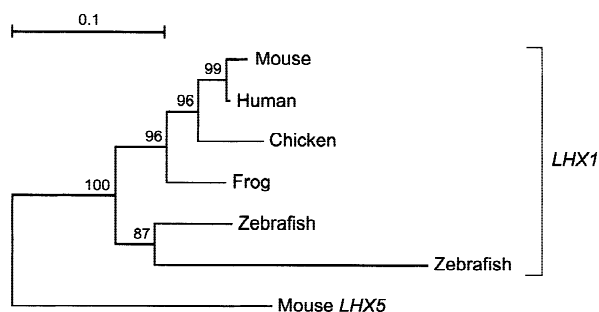 0.1
99
Mouse
96
Human
96
Chicken
LHX1
100
Frog
87
Zebrafish
Zebrafish
Mouse LHX5